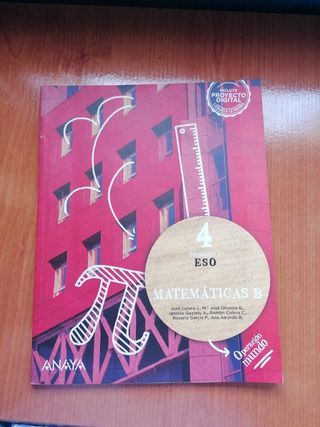 INCLUYE
PROYECTO
DIGITAL
4
ESO
MATEMÁTICAS B
José Colera J., M.ª José Oliveira G.,
Ignacio Gaztelu A., Ramón Colera C.,
Rosario García P., Ana Aicardo B.
Operación
mundo
ANAYA